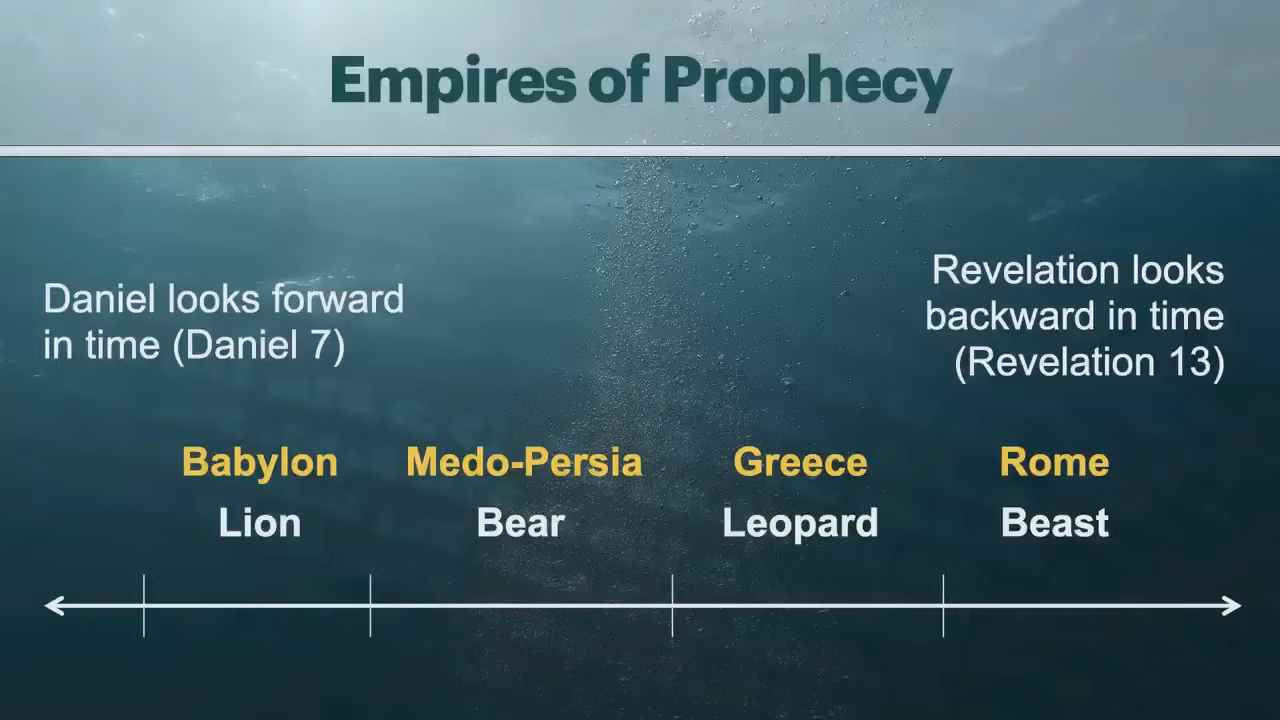 Empires of Prophecy
Daniel looks forward
in time (Daniel 7)
Revelation looks
backward in time
(Revelation 13)
Babylon Medo-Persia Greece Rome
Lion Bear Leopard Beast